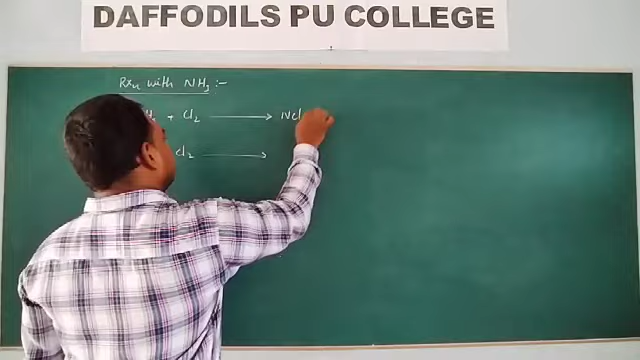 DAFFODILS PU COLLEGE
Rxn with NH3 :-
+ Cl2 ⟶ NCl
Cl2 ⟶